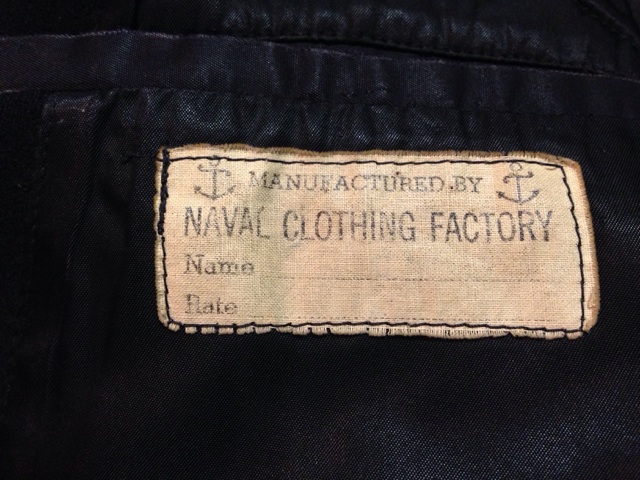 MANUFACTURED BY
NAVAL CLOTHING FACTORY
Name
Rate